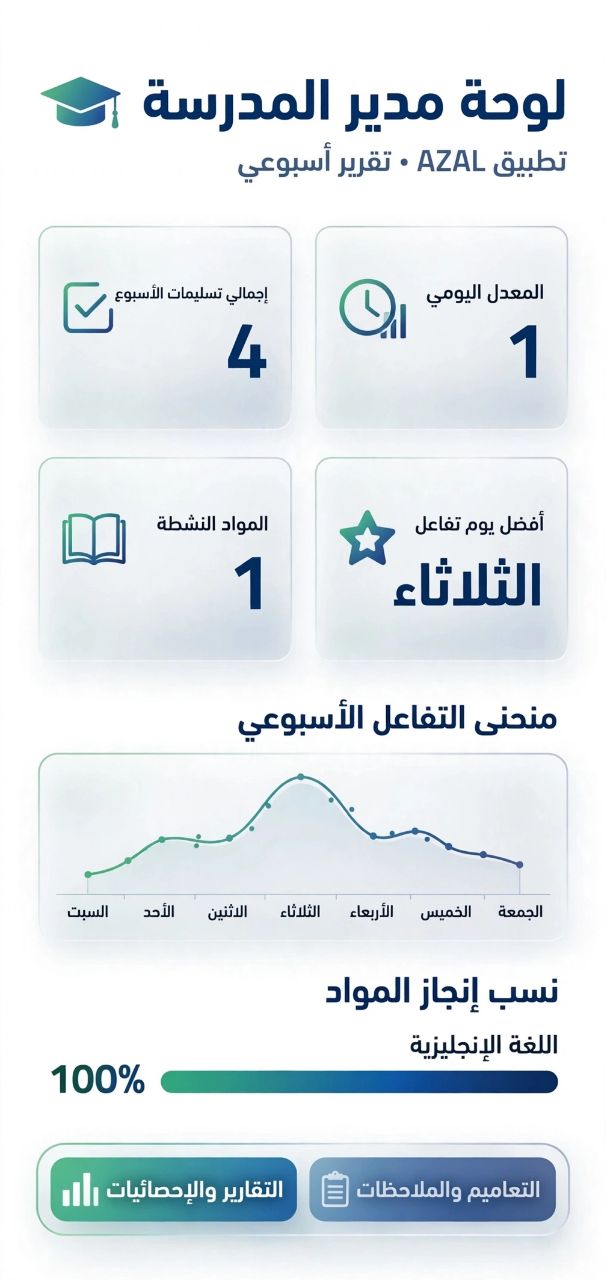 لوحة مدير المدرسة
تطبيق AZAL • تقرير أسبوعي
المعدل اليومي
1
إجمالي تسليمات الأسبوع
4
أفضل يوم تفاعل
الثلاثاء
المواد النشطة
1
منحنى التفاعل الأسبوعي
الجمعة الخميس الأربعاء الثلاثاء الاثنين الأحد السبت
نسب إنجاز المواد
اللغة الإنجليزية
100%
التعاميم والملاحظات
التقارير والإحصائيات